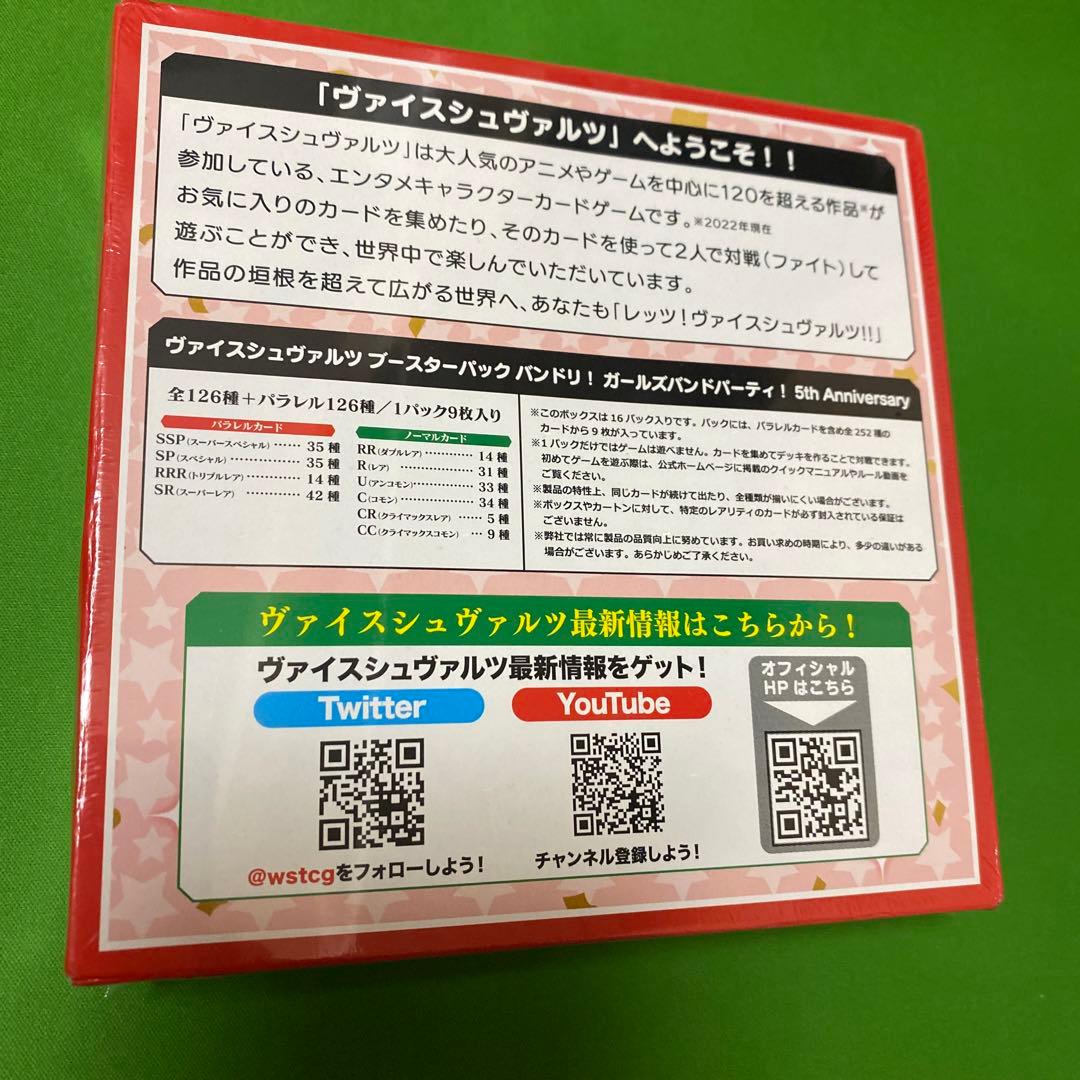 「ヴァイスシュヴァルツ」へようこそ!!
「ヴァイスシュヴァルツ」は大人気のアニメやゲームを中心に120を超える作品※が
参加している、エンタメキャラクターカードゲームです。※2022年現在
お気に入りのカードを集めたり、そのカードを使って2人で対戦(ファイト)して
遊ぶことができ、世界中で楽しんでいただいています。
作品の垣根を超えて広がる世界へ、あなたも「レッツ!ヴァイスシュヴァルツ!!」
ヴァイスシュヴァルツ ブースターパック バンドリ! ガールズバンドパーティ! 5th Anniversary
全126種+パラレル126種/1パック9枚入り
パラレルカード
SSP(スーパースペシャル)…… 35種
SP(スペシャル)………… 35種
RRR(トリプルレア)………… 14種
SR(スーパーレア)………… 42種
ノーマルカード
RR(ダブルレア)………… 14種
R(レア)………… 31種
U(アンコモン)………… 33種
C(コモン)………… 34種
CR(クライマックスレア)…… 5種
CC(クライマックスコモン)… 9種
※このボックスは16パック入りです。パックには、パラレルカードを含め全252種の
カードから9枚が入っています。
※1パックだけではゲームは遊べません。カードを集めてデッキを作ることで対戦できます。
初めてゲームを遊ぶ際は、公式ホームページに掲載のクイックマニュアルやルール動画を
ご覧ください。
※製品の特性上、同じカードが続けて出たり、全種類が揃いにくい場合がございます。
※ボックスやカートンに対して、特定のレアリティのカードが必ず封入されている保証は
ございません。
※弊社では常に製品の品質向上に努めています。お買い求めの時期により、多少の違いがある
場合がございます。あらかじめご了承ください。
ヴァイスシュヴァルツ最新情報はこちらから!
ヴァイスシュヴァルツ最新情報をゲット!
Twitter
@wstcgをフォローしよう!
YouTube
チャンネル登録しよう!
オフィシャル
HPはこちら